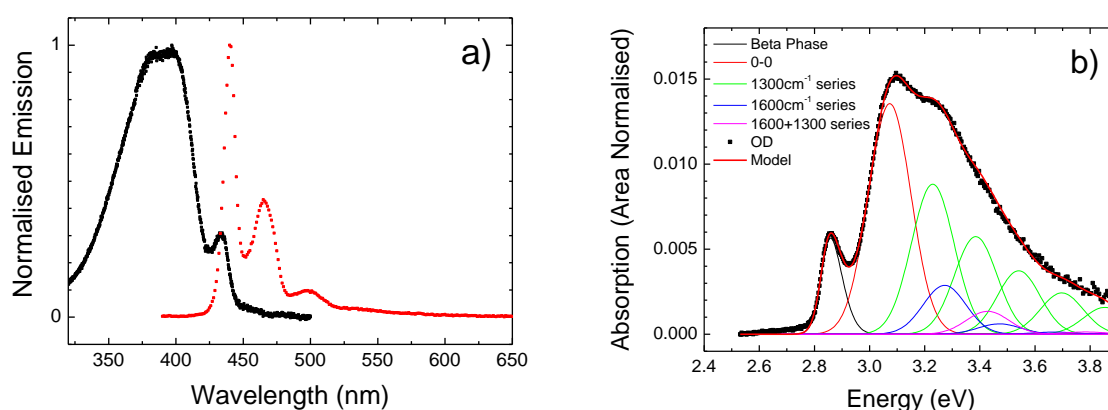 a)
Normalised Emission
1
0
350 400 450 500 550 600 650
Wavelength (nm)
b)
Absorption (Area Normalised)
0.015
0.010
0.005
0.000
Beta Phase
0-0
1300cm⁻¹ series
1600cm⁻¹ series
1600+1300 series
OD
Model
2.4 2.6 2.8 3.0 3.2 3.4 3.6 3.8
Energy (eV)